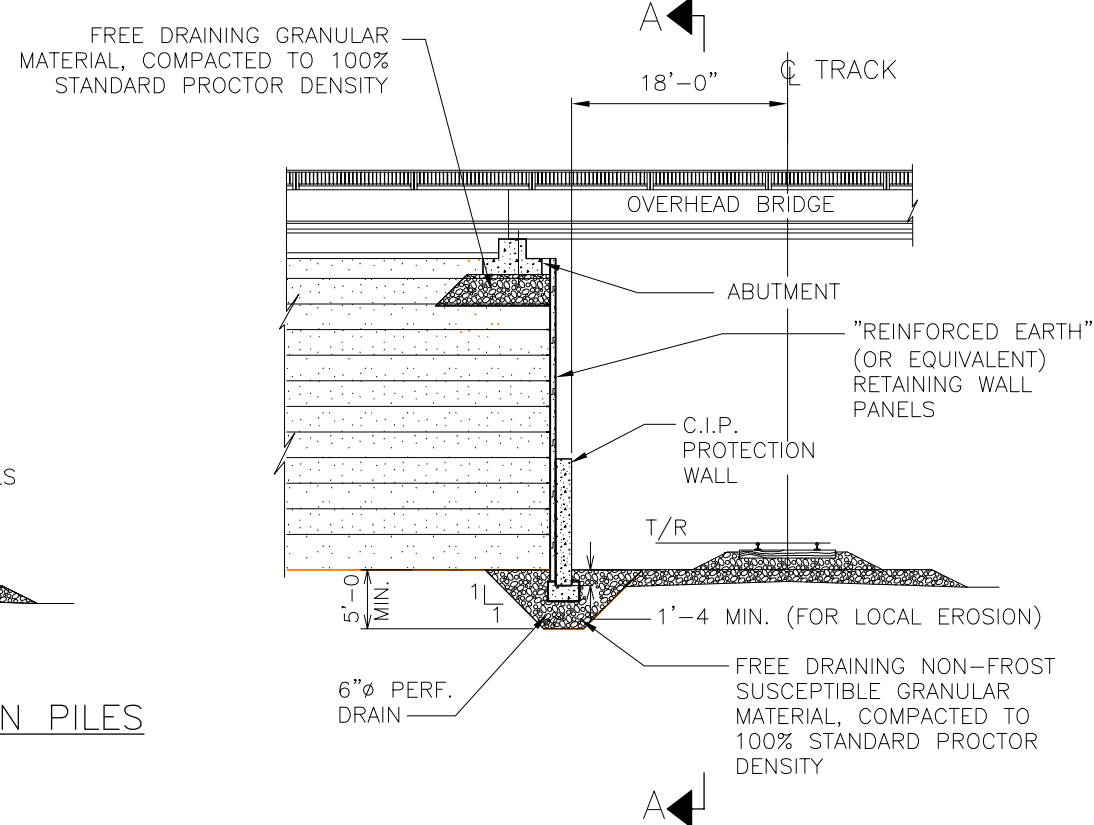 A
FREE DRAINING GRANULAR
MATERIAL, COMPACTED TO 100%
STANDARD PROCTOR DENSITY
18'-0"
℄ TRACK
OVERHEAD BRIDGE
ABUTMENT
"REINFORCED EARTH"
(OR EQUIVALENT)
RETAINING WALL
PANELS
C.I.P.
PROTECTION
WALL
LS
T/R
5'-0
MIN.
1
1
1'-4 MIN. (FOR LOCAL EROSION)
6"ø PERF.
DRAIN
FREE DRAINING NON-FROST
SUSCEPTIBLE GRANULAR
MATERIAL, COMPACTED TO
100% STANDARD PROCTOR
DENSITY
N PILES
A